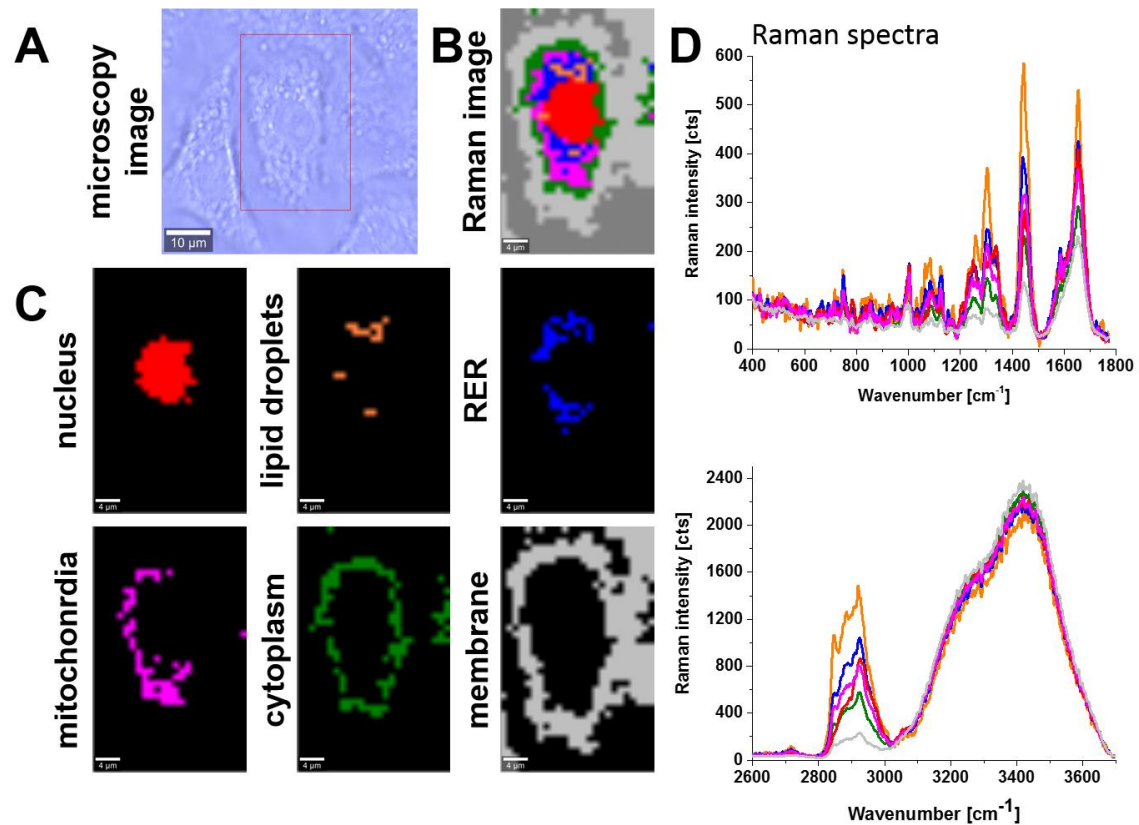 A
microscopy
image
10 µm
B
Raman image
4 µm
C
nucleus
4 µm
lipid droplets
4 µm
RER
4 µm
mitochonrdia
4 µm
cytoplasm
4 µm
membrane
4 µm
D
Raman spectra
Raman intensity [cts]
600
500
400
300
200
100
0
400 600 800 1000 1200 1400 1600 1800
Wavenumber [cm-1]
Raman intensity [cts]
2400
2000
1600
1200
800
400
0
2600 2800 3000 3200 3400 3600
Wavenumber [cm-1]